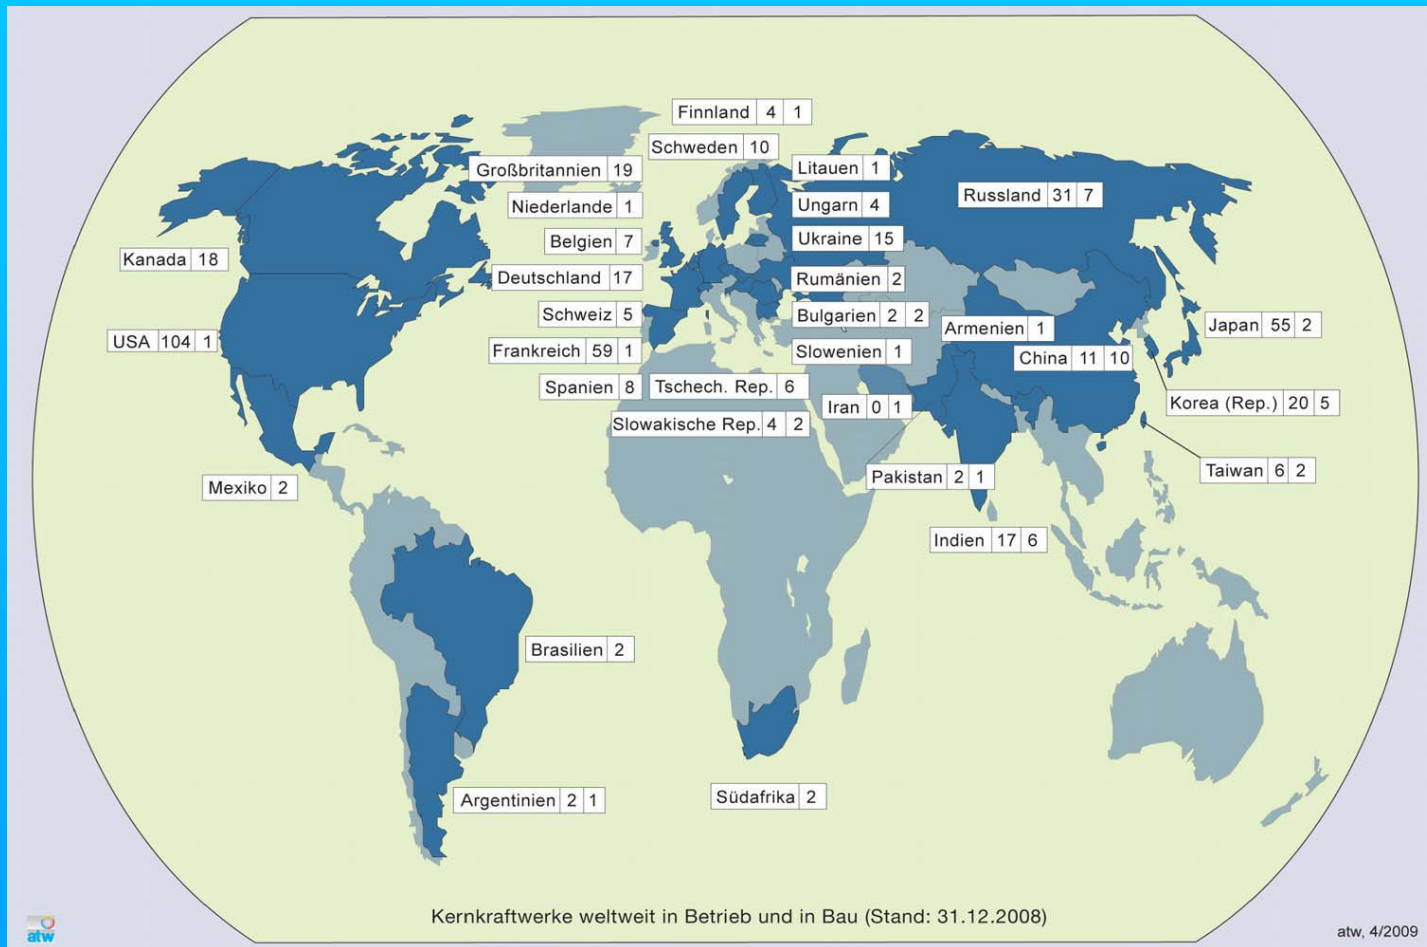 Finnland 4 1
Schweden 10
Großbritannien 19
Litauen 1
Russland 31 7
Niederlande 1
Ungarn 4
Belgien 7
Ukraine 15
Kanada 18
Deutschland 17
Rumänien 2
Schweiz 5
Bulgarien 2 2
Armenien 1
Japan 55 2
USA 104 1
Frankreich 59 1
Slowenien 1
China 11 10
Spanien 8
Tschech. Rep. 6
Iran 0 1
Korea (Rep.) 20 5
Slowakische Rep. 4 2
Pakistan 2 1
Taiwan 6 2
Mexiko 2
Indien 17 6
Brasilien 2
Argentinien 2 1
Südafrika 2
Kernkraftwerke weltweit in Betrieb und in Bau (Stand: 31.12.2008)
atw
atw, 4/2009